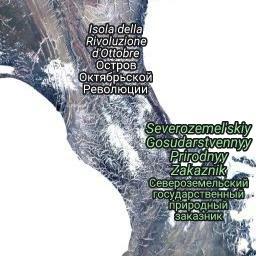 Isola della
Rivoluzione
d'Ottobre
Остров
Октябрьской
Революции
Severozemel'skiy
Gosudarstvennyy
Prirodnyy
Zakaznik
Североземельский
государственный
природный
заказник